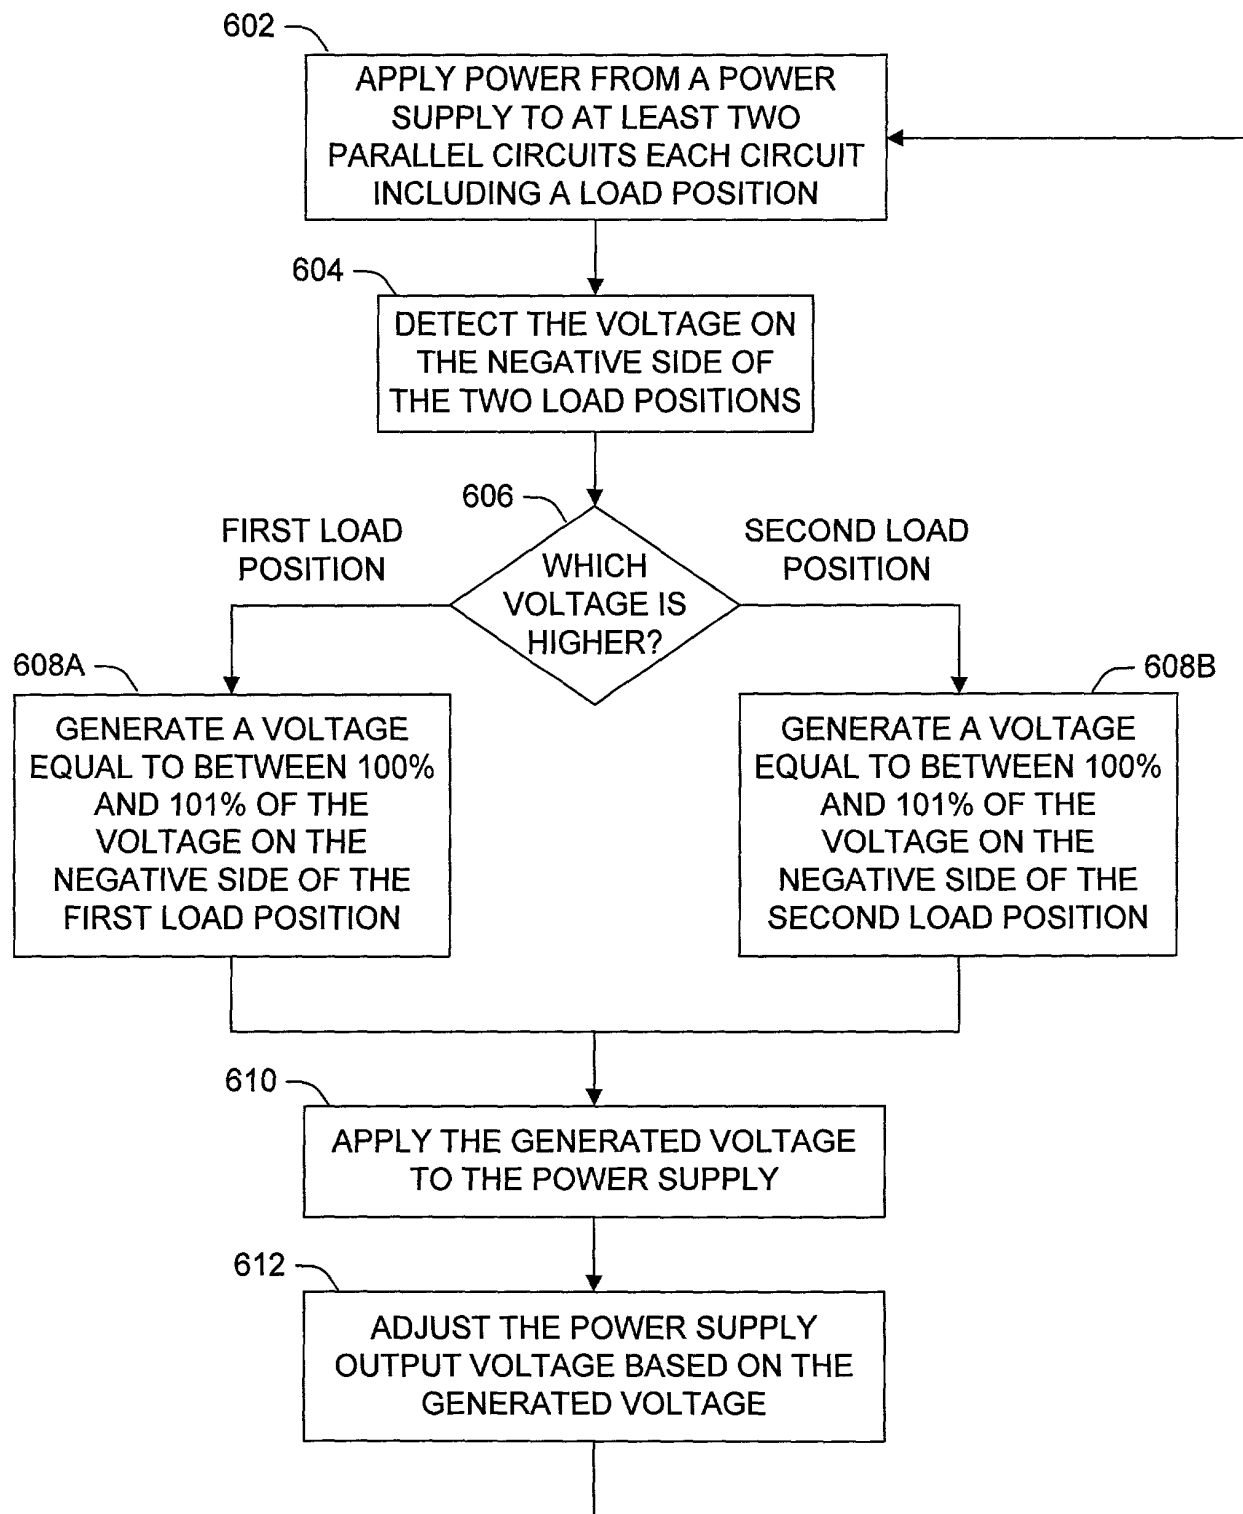 602
APPLY POWER FROM A POWER
SUPPLY TO AT LEAST TWO
PARALLEL CIRCUITS EACH CIRCUIT
INCLUDING A LOAD POSITION
604
DETECT THE VOLTAGE ON
THE NEGATIVE SIDE OF
THE TWO LOAD POSITIONS
606
FIRST LOAD
POSITION
WHICH
VOLTAGE IS
HIGHER?
SECOND LOAD
POSITION
608A
GENERATE A VOLTAGE
EQUAL TO BETWEEN 100%
AND 101% OF THE
VOLTAGE ON THE
NEGATIVE SIDE OF THE
FIRST LOAD POSITION
608B
GENERATE A VOLTAGE
EQUAL TO BETWEEN 100%
AND 101% OF THE
VOLTAGE ON THE
NEGATIVE SIDE OF THE
SECOND LOAD POSITION
610
APPLY THE GENERATED VOLTAGE
TO THE POWER SUPPLY
612
ADJUST THE POWER SUPPLY
OUTPUT VOLTAGE BASED ON THE
GENERATED VOLTAGE